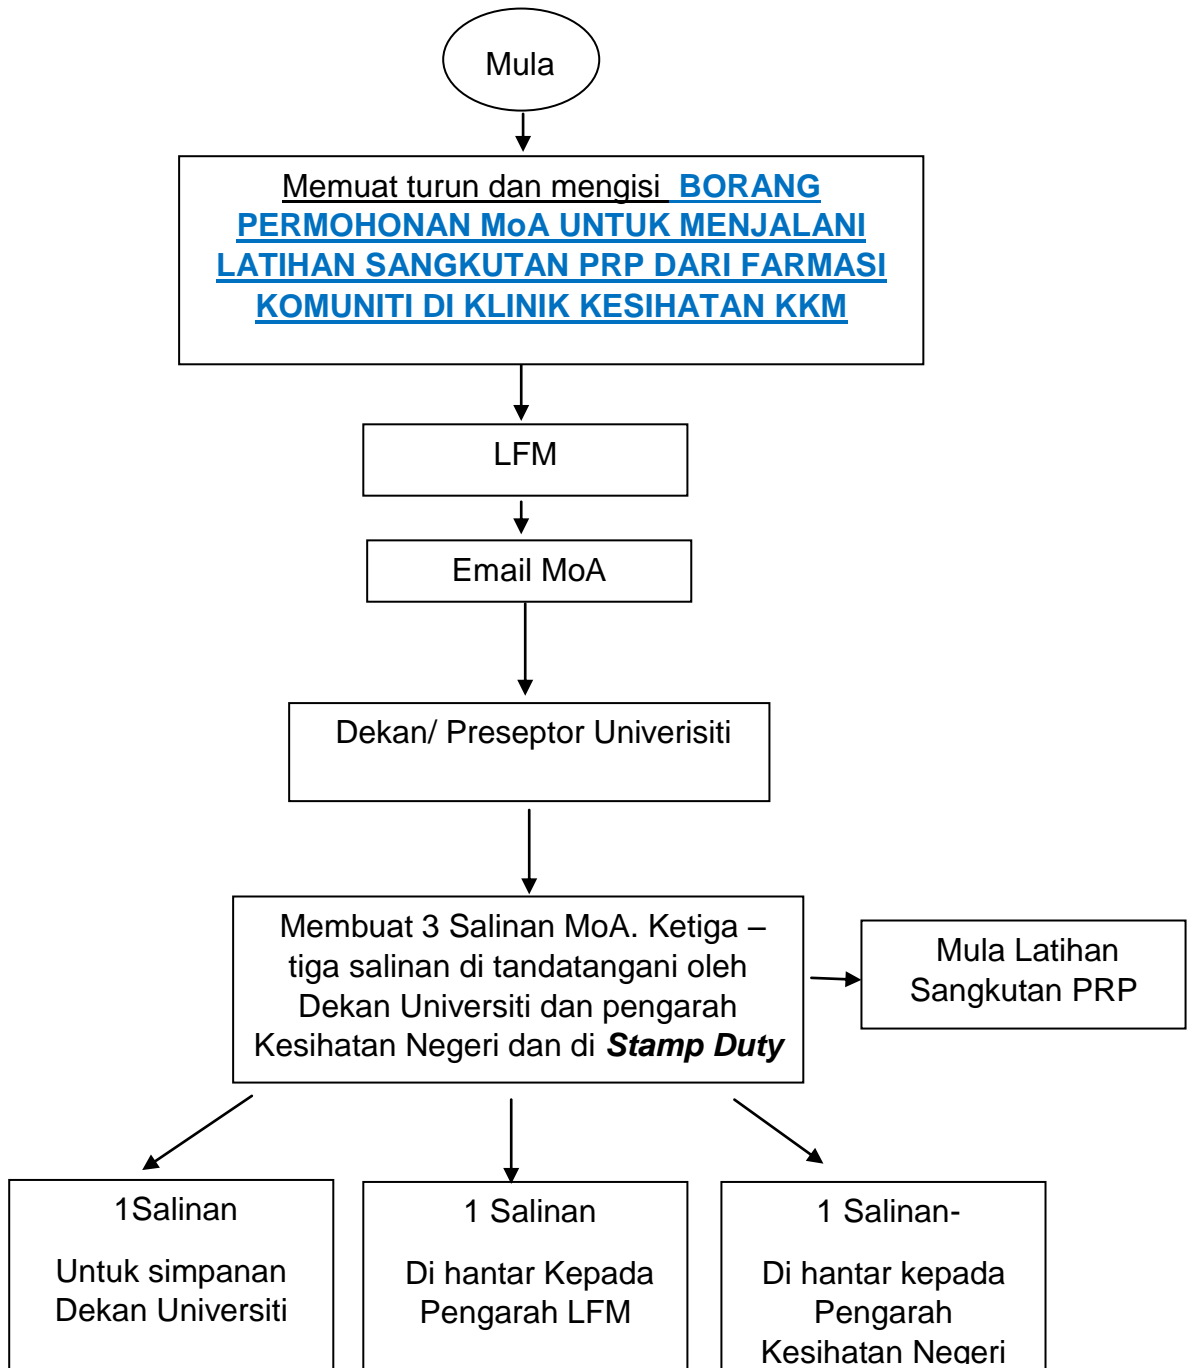 Mula
Memuat turun dan mengisi BORANG
PERMOHONAN MoA UNTUK MENJALANI
LATIHAN SANGKUTAN PRP DARI FARMASI
KOMUNITI DI KLINIK KESIHATAN KKM
LFM
Email MoA
Dekan/ Preseptor Univerisiti
Membuat 3 Salinan MoA. Ketiga –
tiga salinan di tandatangani oleh
Dekan Universiti dan pengarah
Kesihatan Negeri dan di Stamp Duty
Mula Latihan
Sangkutan PRP
1Salinan
Untuk simpanan
Dekan Universiti
1 Salinan
Di hantar Kepada
Pengarah LFM
1 Salinan-
Di hantar kepada
Pengarah
Kesihatan Negeri